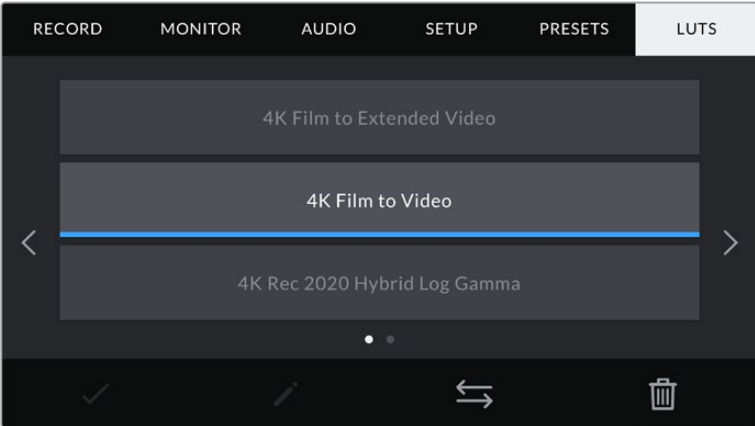 RECORD MONITOR AUDIO SETUP PRESETS LUTS
4K Film to Extended Video
4K Film to Video
4K Rec 2020 Hybrid Log Gamma